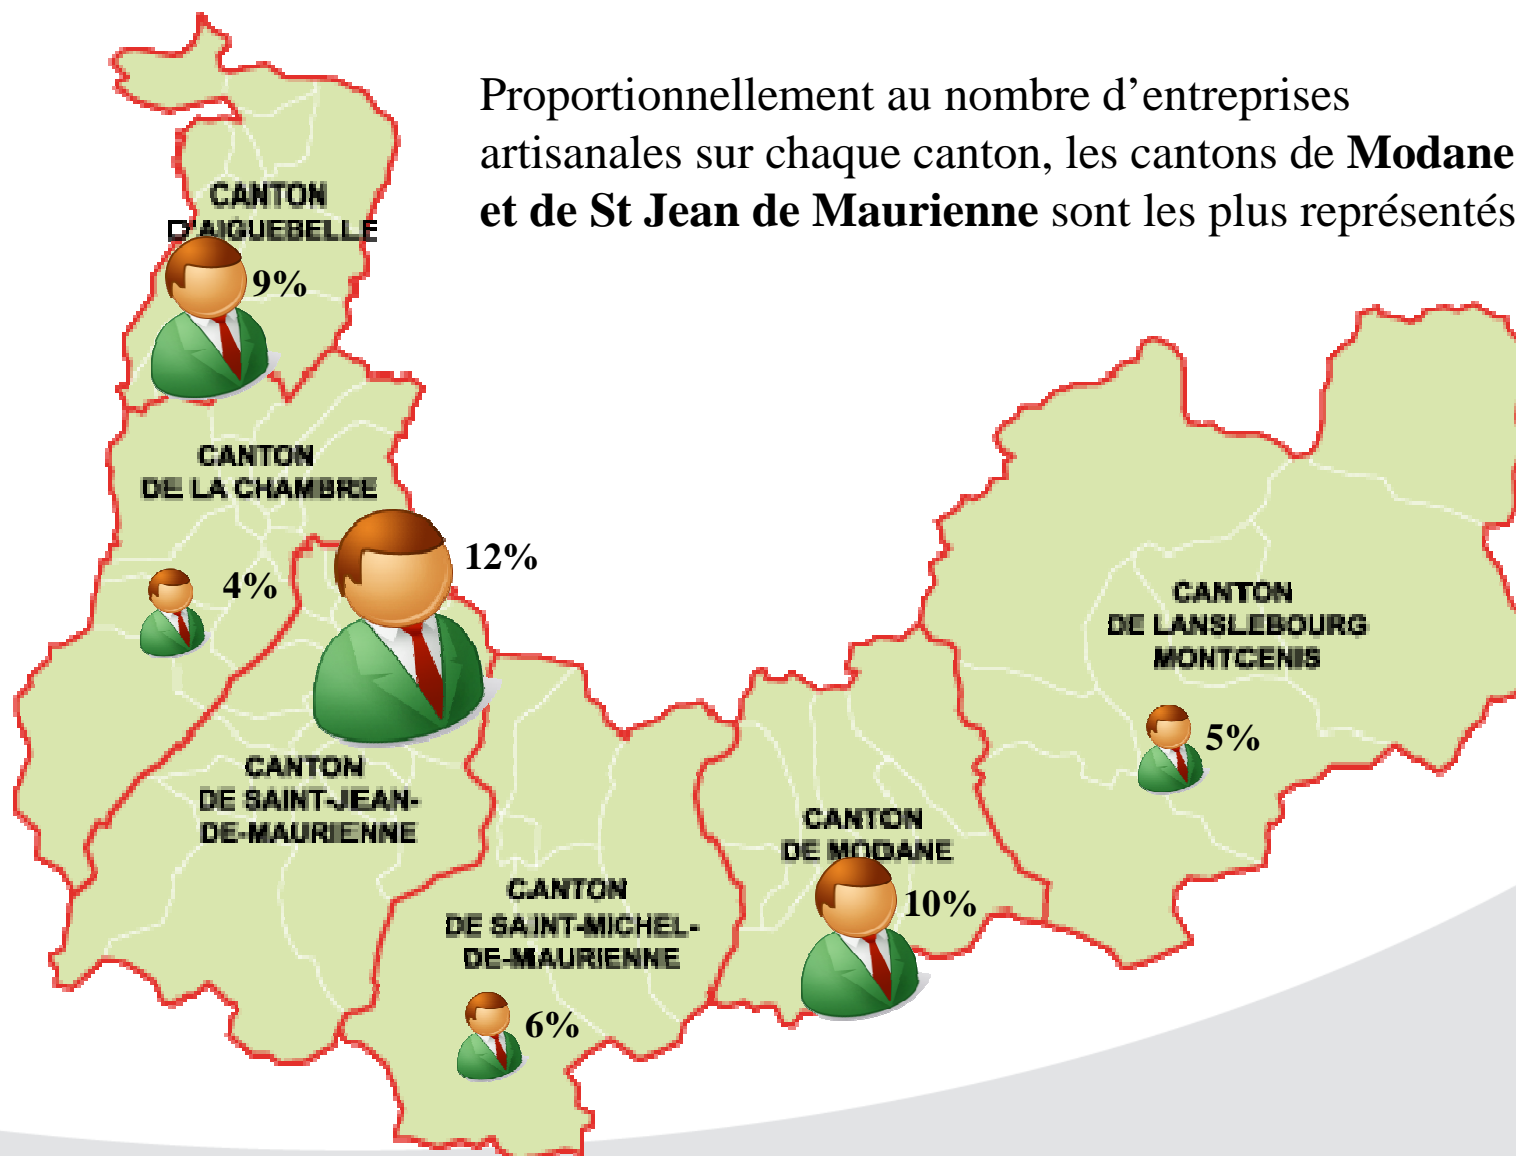 Proportionnellement au nombre d’entreprises
artisanales sur chaque canton, les cantons de Modane
et de St Jean de Maurienne sont les plus représentés
CANTON
D'AIGUEBELLE
9%
CANTON
DE LA CHAMBRE
4%
12%
CANTON
DE SAINT-JEAN-
DE-MAURIENNE
CANTON
DE SAINT-MICHEL-
DE-MAURIENNE
6%
CANTON
DE MODANE
10%
CANTON
DE LANSLEBOURG
MONTCENIS
5%